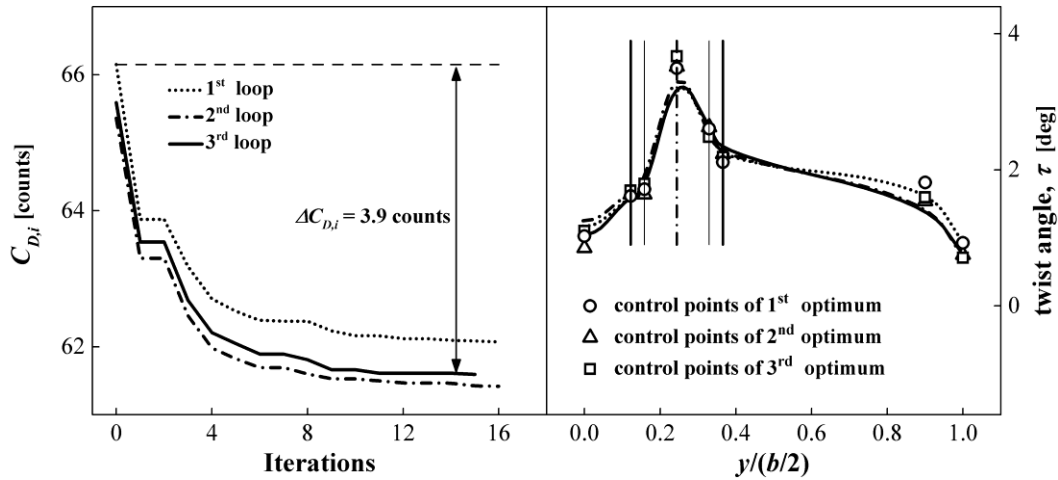 66
64
62
C_{D,i} [counts]
1st loop
2nd loop
3rd loop
ΔC_{D,i} = 3.9 counts
0
4
8
12
16
Iterations
4
2
0
twist angle, τ [deg]
control points of 1st optimum
control points of 2nd optimum
control points of 3rd optimum
0.0
0.2
0.4
0.6
0.8
1.0
y/(b/2)